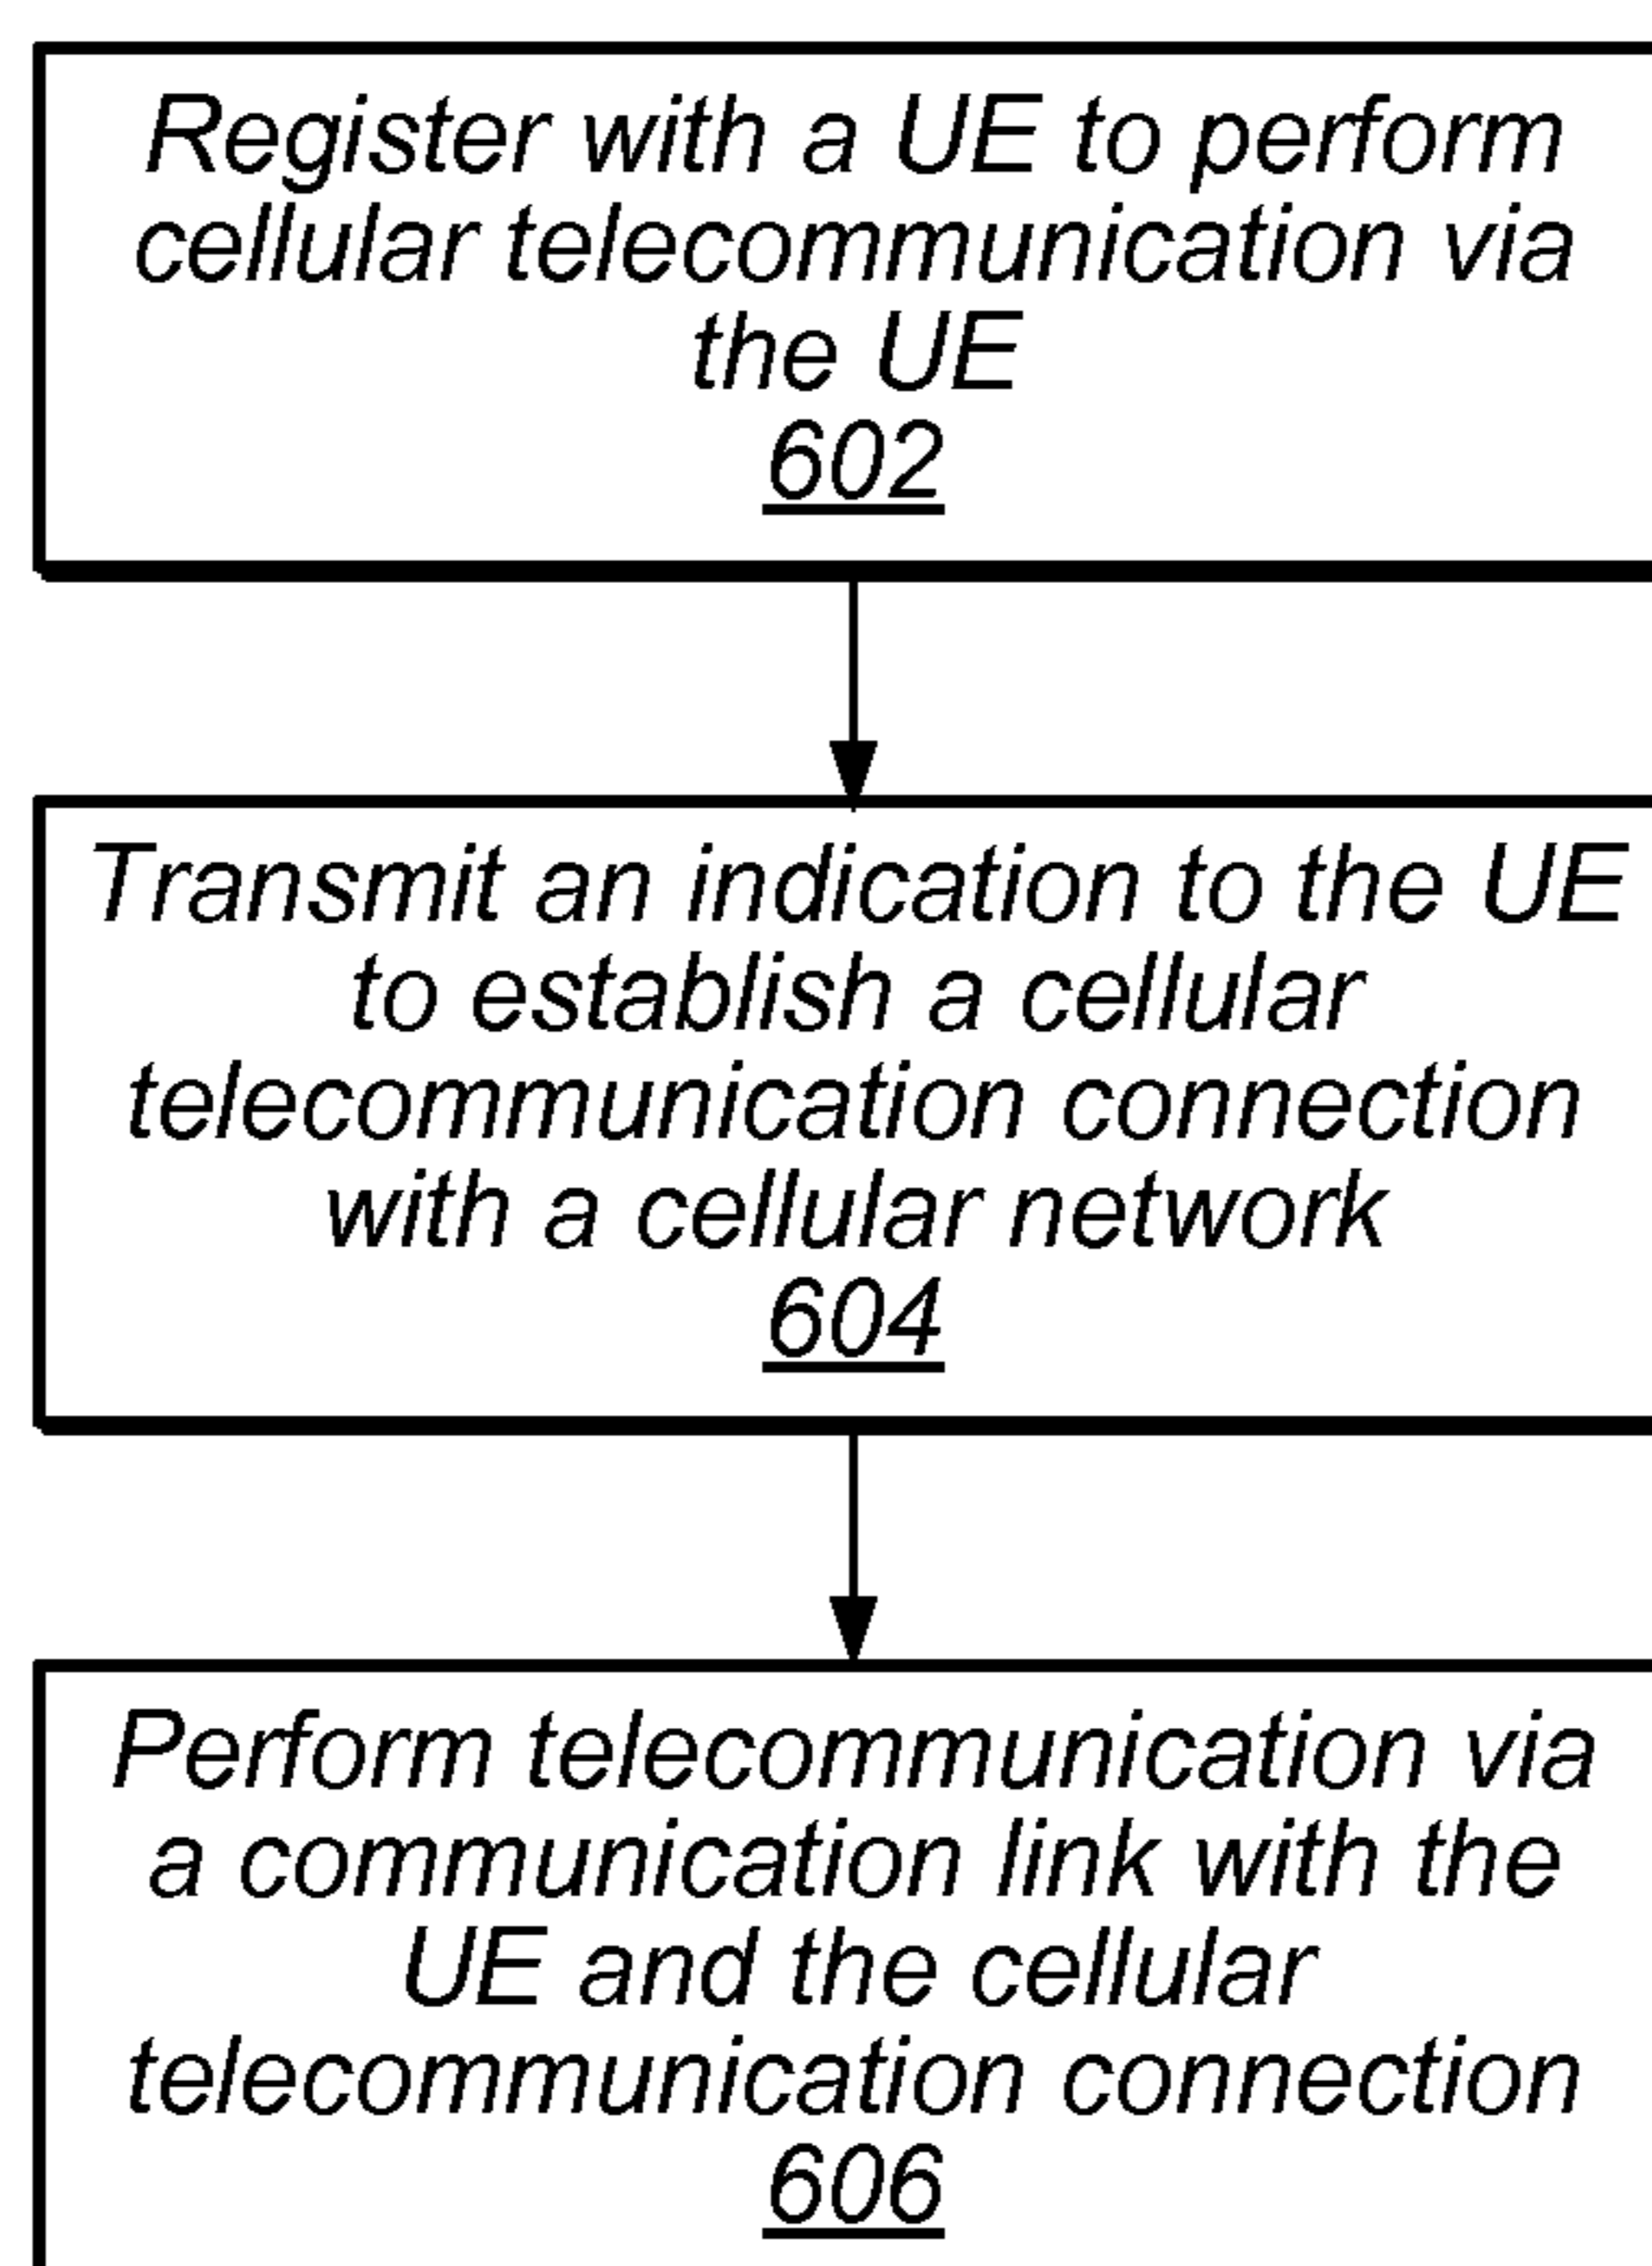 Register with a UE to perform
cellular telecommunication via
the UE
602
Transmit an indication to the UE
to establish a cellular
telecommunication connection
with a cellular network
604
Perform telecommunication via
a communication link with the
UE and the cellular
telecommunication connection
606